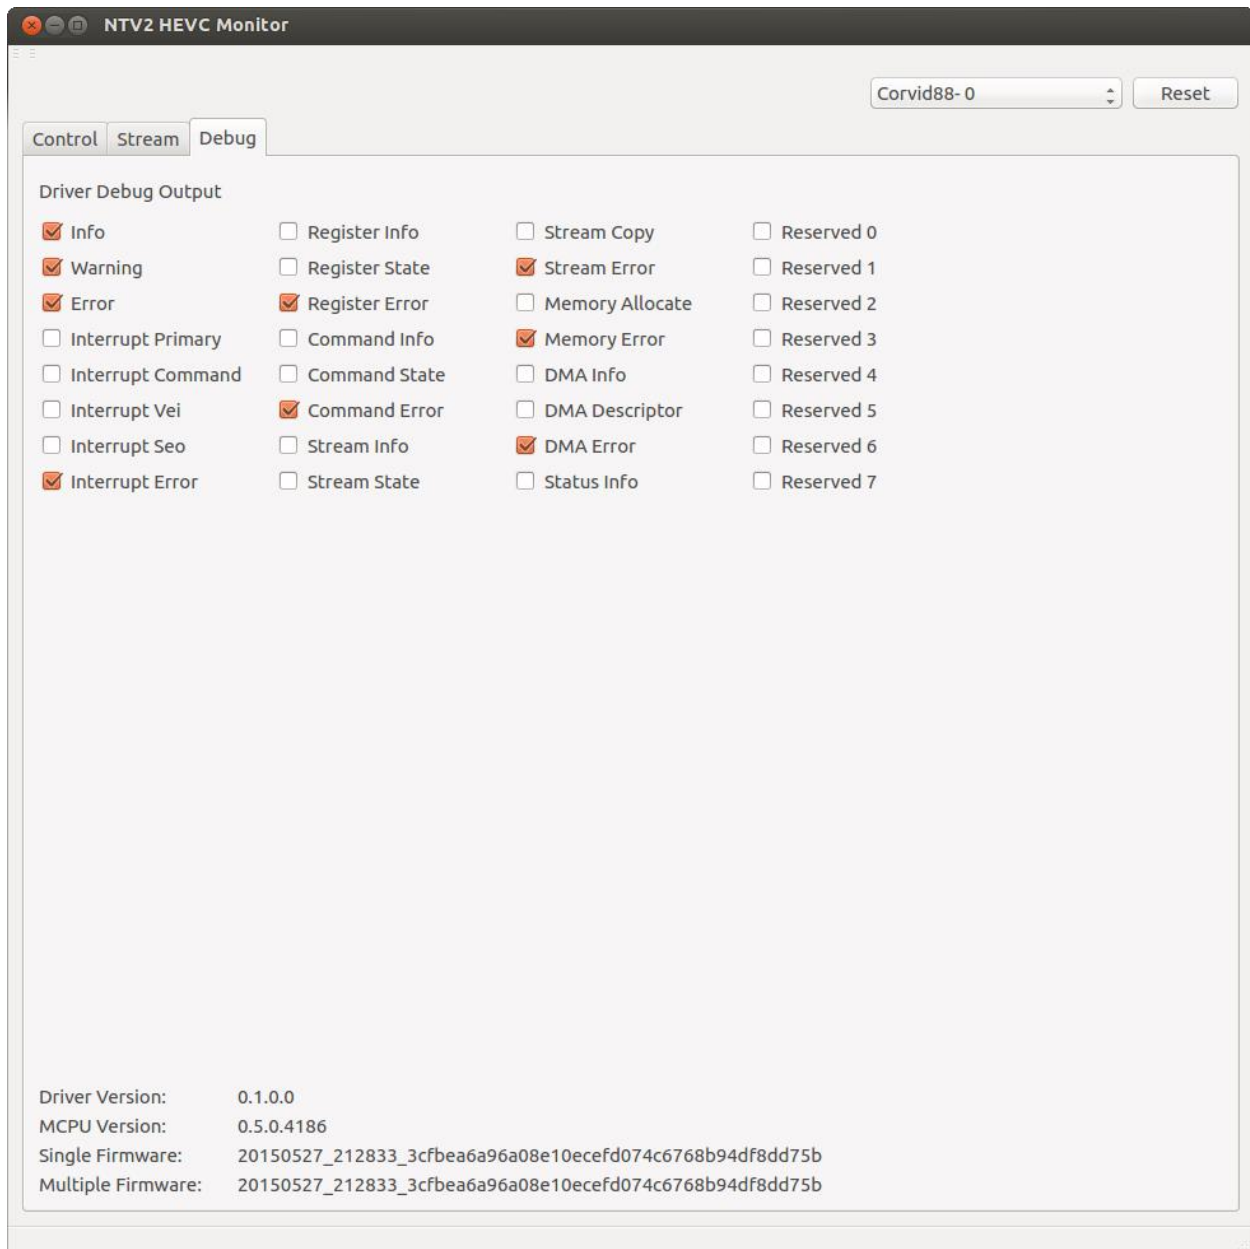 NTV2 HEVC Monitor
Corvid88- 0 Reset
Control Stream Debug
Driver Debug Output
Info Register Info Stream Copy Reserved 0
Warning Register State Stream Error Reserved 1
Error Register Error Memory Allocate Reserved 2
Interrupt Primary Command Info Memory Error Reserved 3
Interrupt Command Command State DMA Info Reserved 4
Interrupt Vei Command Error DMA Descriptor Reserved 5
Interrupt Seo Stream Info DMA Error Reserved 6
Interrupt Error Stream State Status Info Reserved 7
Driver Version: 0.1.0.0
MCPU Version: 0.5.0.4186
Single Firmware: 20150527_212833_3cfbea6a96a08e10ecefd074c6768b94df8dd75b
Multiple Firmware: 20150527_212833_3cfbea6a96a08e10ecefd074c6768b94df8dd75b